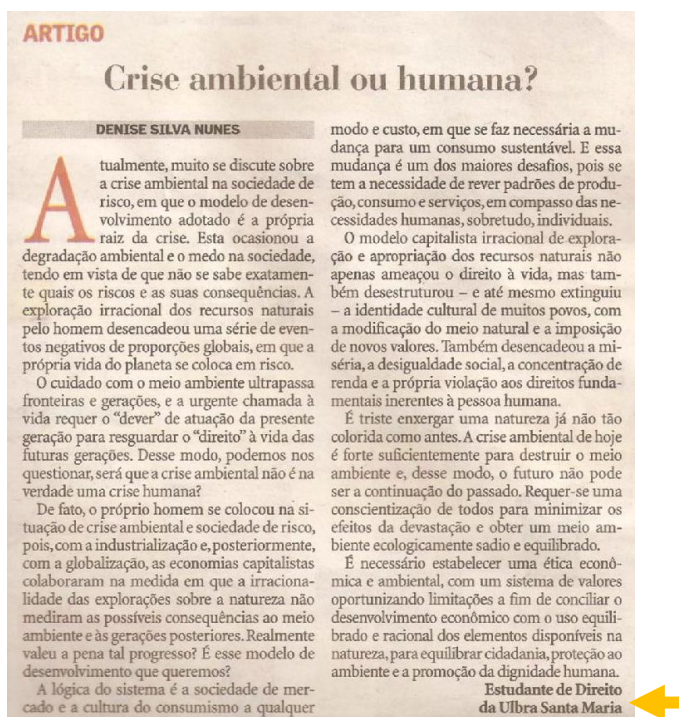 ARTIGO
Crise ambiental ou humana?
DENISE SILVA NUNES
Atualmente, muito se discute sobre
a crise ambiental na sociedade de
risco, em que o modelo de desen-
volvimento adotado é a própria
raiz da crise. Esta ocasionou a
degradação ambiental e o medo na sociedade,
tendo em vista de que não se sabe exatamen-
te quais os riscos e as suas consequências. A
exploração irracional dos recursos naturais
pelo homem desencadeou uma série de even-
tos negativos de proporções globais, em que a
própria vida do planeta se coloca em risco.
O cuidado com o meio ambiente ultrapassa
fronteiras e gerações, e a urgente chamada à
vida requer o “dever” de atuação da presente
geração para resguardar o “direito” à vida das
futuras gerações. Desse modo, podemos nos
questionar, será que a crise ambiental não é na
verdade uma crise humana?
De fato, o próprio homem se colocou na si-
tuação de crise ambiental e sociedade de risco,
pois, com a industrialização e, posteriormente,
com a globalização, as economias capitalistas
colaboraram na medida em que a irraciona-
lidade das explorações sobre a natureza não
mediram as possíveis consequências ao meio
ambiente e às gerações posteriores. Realmente
valeu a pena tal progresso? É esse modelo de
desenvolvimento que queremos?
A lógica do sistema é a sociedade de mer-
cado e a cultura do consumismo a qualquer
modo e custo, em que se faz necessária a mu-
dança para um consumo sustentável. E essa
mudança é um dos maiores desafios, pois se
tem a necessidade de rever padrões de produ-
ção, consumo e serviços, em compasso das ne-
cessidades humanas, sobretudo, individuais.
O modelo capitalista irracional de explora-
ção e apropriação dos recursos naturais não
apenas ameaçou o direito à vida, mas tam-
bém desestruturou – e até mesmo extinguiu
– a identidade cultural de muitos povos, com
a modificação do meio natural e a imposição
de novos valores. Também desencadeou a mi-
séria, a desigualdade social, a concentração de
renda e a própria violação aos direitos funda-
mentais inerentes à pessoa humana.
É triste enxergar uma natureza já não tão
colorida como antes. A crise ambiental de hoje
é forte suficientemente para destruir o meio
ambiente e, desse modo, o futuro não pode
ser a continuação do passado. Requer-se uma
conscientização de todos para minimizar os
efeitos da devastação e obter um meio am-
biente ecologicamente sadio e equilibrado.
É necessário estabelecer uma ética econô-
mica e ambiental, com um sistema de valores
oportunizando limitações a fim de conciliar o
desenvolvimento econômico com o uso equili-
brado e racional dos elementos disponíveis na
natureza, para equilibrar cidadania, proteção ao
ambiente e a promoção da dignidade humana.
Estudante de Direito
da Ulbra Santa Maria